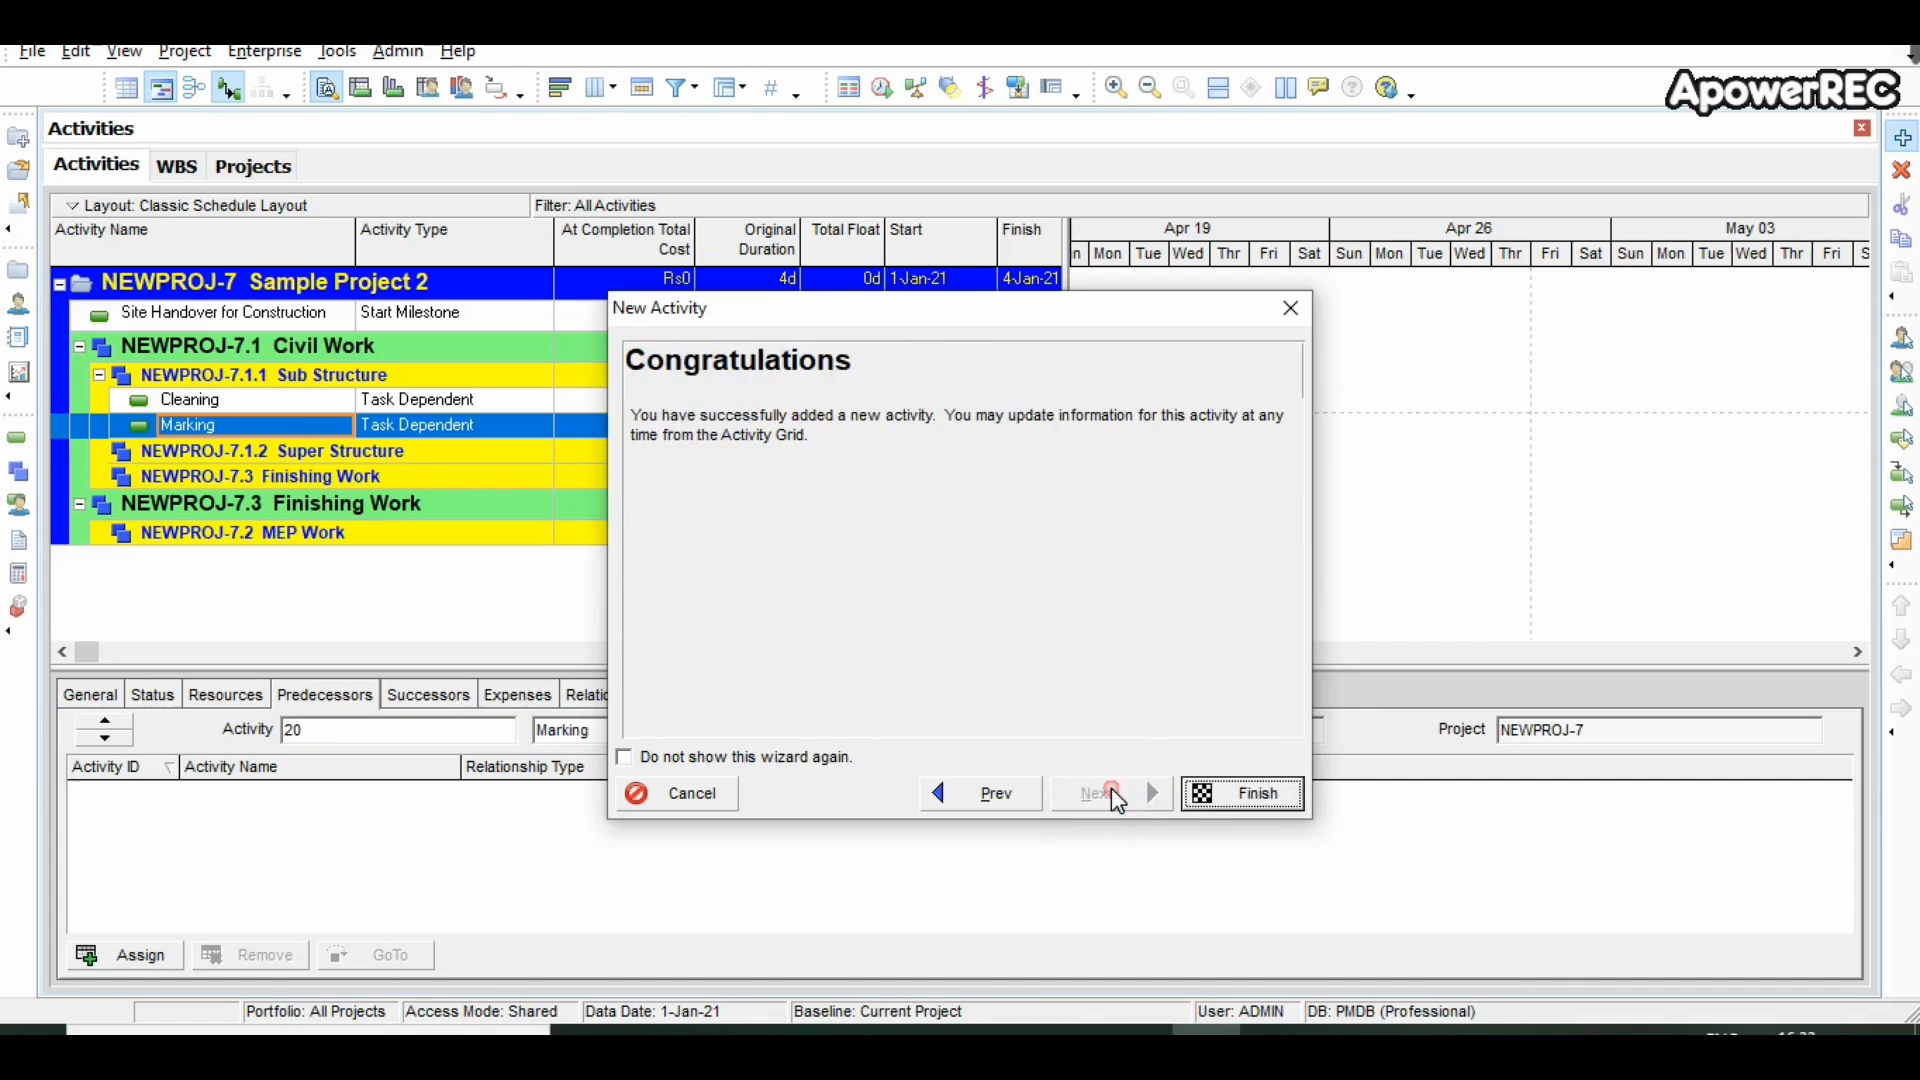 File Edit View Project Enterprise Tools Admin Help
ApowerREC
Activities
Activities WBS Projects
Layout: Classic Schedule Layout Filter: All Activities
Activity Name Activity Type At Completion Total Cost Original Duration Total Float Start Finish
Apr 19 Apr 26 May 03
n Mon Tue Wed Thr Fri Sat Sun Mon Tue Wed Thr Fri Sat Sun Mon Tue Wed Thr Fri S
NEWPROJ-7 Sample Project 2 Rs0 4d 0d 1-Jan-21 4-Jan-21
Site Handover for Construction Start Milestone
NEWPROJ-7.1 Civil Work
NEWPROJ-7.1.1 Sub Structure
Cleaning Task Dependent
Marking Task Dependent
NEWPROJ-7.1.2 Super Structure
NEWPROJ-7.3 Finishing Work
NEWPROJ-7.3 Finishing Work
NEWPROJ-7.2 MEP Work
New Activity
Congratulations
You have successfully added a new activity. You may update information for this activity at any
time from the Activity Grid.
Do not show this wizard again.
Cancel Prev Next Finish
General Status Resources Predecessors Successors Expenses Relatio
Activity 20 Marking Project NEWPROJ-7
Activity ID Activity Name Relationship Type
Assign Remove GoTo
Portfolio: All Projects Access Mode: Shared Data Date: 1-Jan-21 Baseline: Current Project User: ADMIN DB: PMDB (Professional)